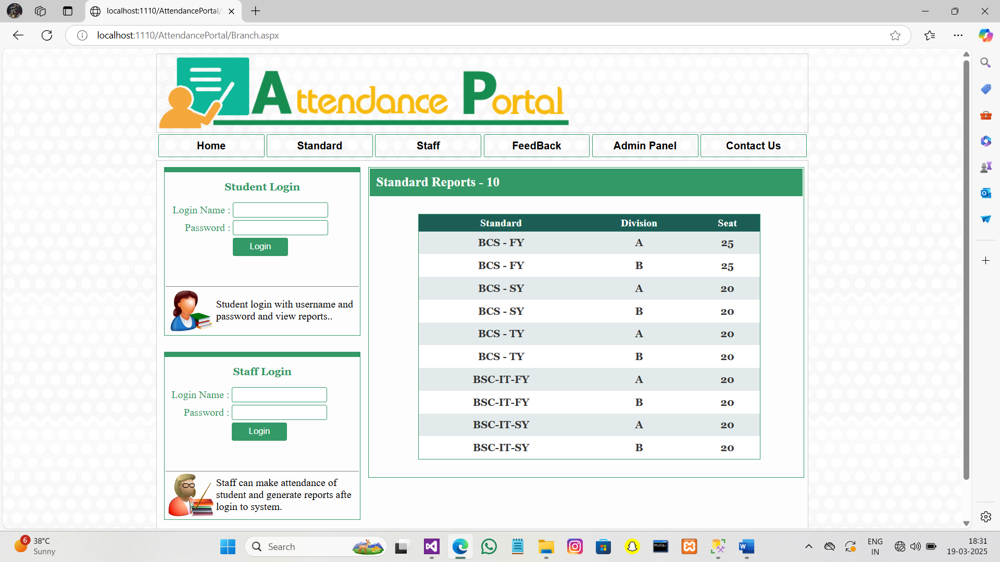 localhost:1110/AttendancePortal/
localhost:1110/AttendancePortal/Branch.aspx
Attendance Portal
Home Standard Staff FeedBack Admin Panel Contact Us
Student Login
Login Name :
Password :
Login
Student login with username and
password and view reports..
Staff Login
Login Name :
Password :
Login
Staff can make attendance of
student and generate reports afte
login to system.
Standard Reports - 10
Standard Division Seat
BCS - FY A 25
BCS - FY B 25
BCS - SY A 20
BCS - SY B 20
BCS - TY A 20
BCS - TY B 20
BSC-IT-FY A 20
BSC-IT-FY B 20
BSC-IT-SY A 20
BSC-IT-SY B 20
6
38°C
Sunny
Search
MySQL
W
ENG
IN
18:31
19-03-2025